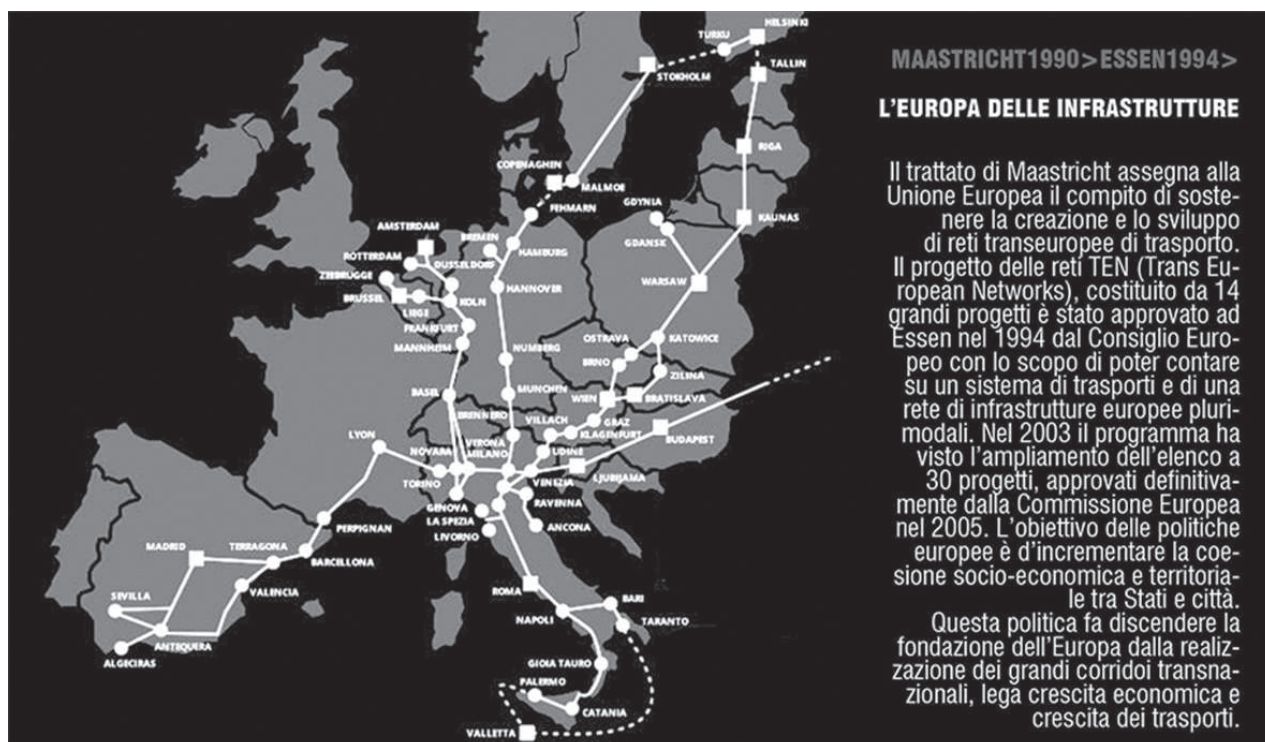 MAASTRICHT1990>ESSEN1994>
L'EUROPA DELLE INFRASTRUTTURE
Il trattato di Maastricht assegna alla
Unione Europea il compito di soste-
nere la creazione e lo sviluppo
di reti transeuropee di trasporto.
Il progetto delle reti TEN (Trans Eu-
ropean Networks), costituito da 14
grandi progetti è stato approvato ad
Essen nel 1994 dal Consiglio Euro-
peo con lo scopo di poter contare
su un sistema di trasporti e di una
rete di infrastrutture europee pluri-
modali. Nel 2003 il programma ha
visto l'ampliamento dell'elenco a
30 progetti, approvati definitiva-
mente dalla Commissione Europea
nel 2005. L'obiettivo delle politiche
europee è d'incrementare la coe-
sione socio-economica e territoria-
le tra Stati e città.
Questa politica fa discendere la
fondazione dell'Europa dalla realiz-
zazione dei grandi corridoi transna-
zionali, lega crescita economica e
crescita dei trasporti.
HELSINKI
TURKU
STOKHOLM
TALLIN
RIGA
COPENAGHEN
MALMOE
FEHMARN
GDYNIA
KAUNAS
AMSTERDAM
BREMEN
HAMBURG
GDANSK
ROTTERDAM
DUSSELDORF
ZIEBRUGGE
HANNOVER
WARSAW
BRUSSEL
KOLN
LIEGE
FRANKFURT
MANNHEIM
NUMBERG
OSTRAVA
KATOWICE
BRNO
ZILINA
BASEL
MUNCHEN
WIEN
BRATISLAVA
BRENNERO
VILLACH
GRAZ
KLAGENFURT
BUDAPEST
LYON
NOVARA
VERONA
MILANO
UDINE
TORINO
VENEZIA
LJUBIJAMA
GENOVA
RAVENNA
LA SPEZIA
ANCONA
LIVORNO
PERPIGNAN
MADRID
TERRAGONA
BARCELLONA
VALENCIA
SEVILLA
ANTEQUERA
ALGECIRAS
ROMA
BARI
NAPOLI
TARANTO
GIOIA TAURO
PALERMO
CATANIA
VALLETTA